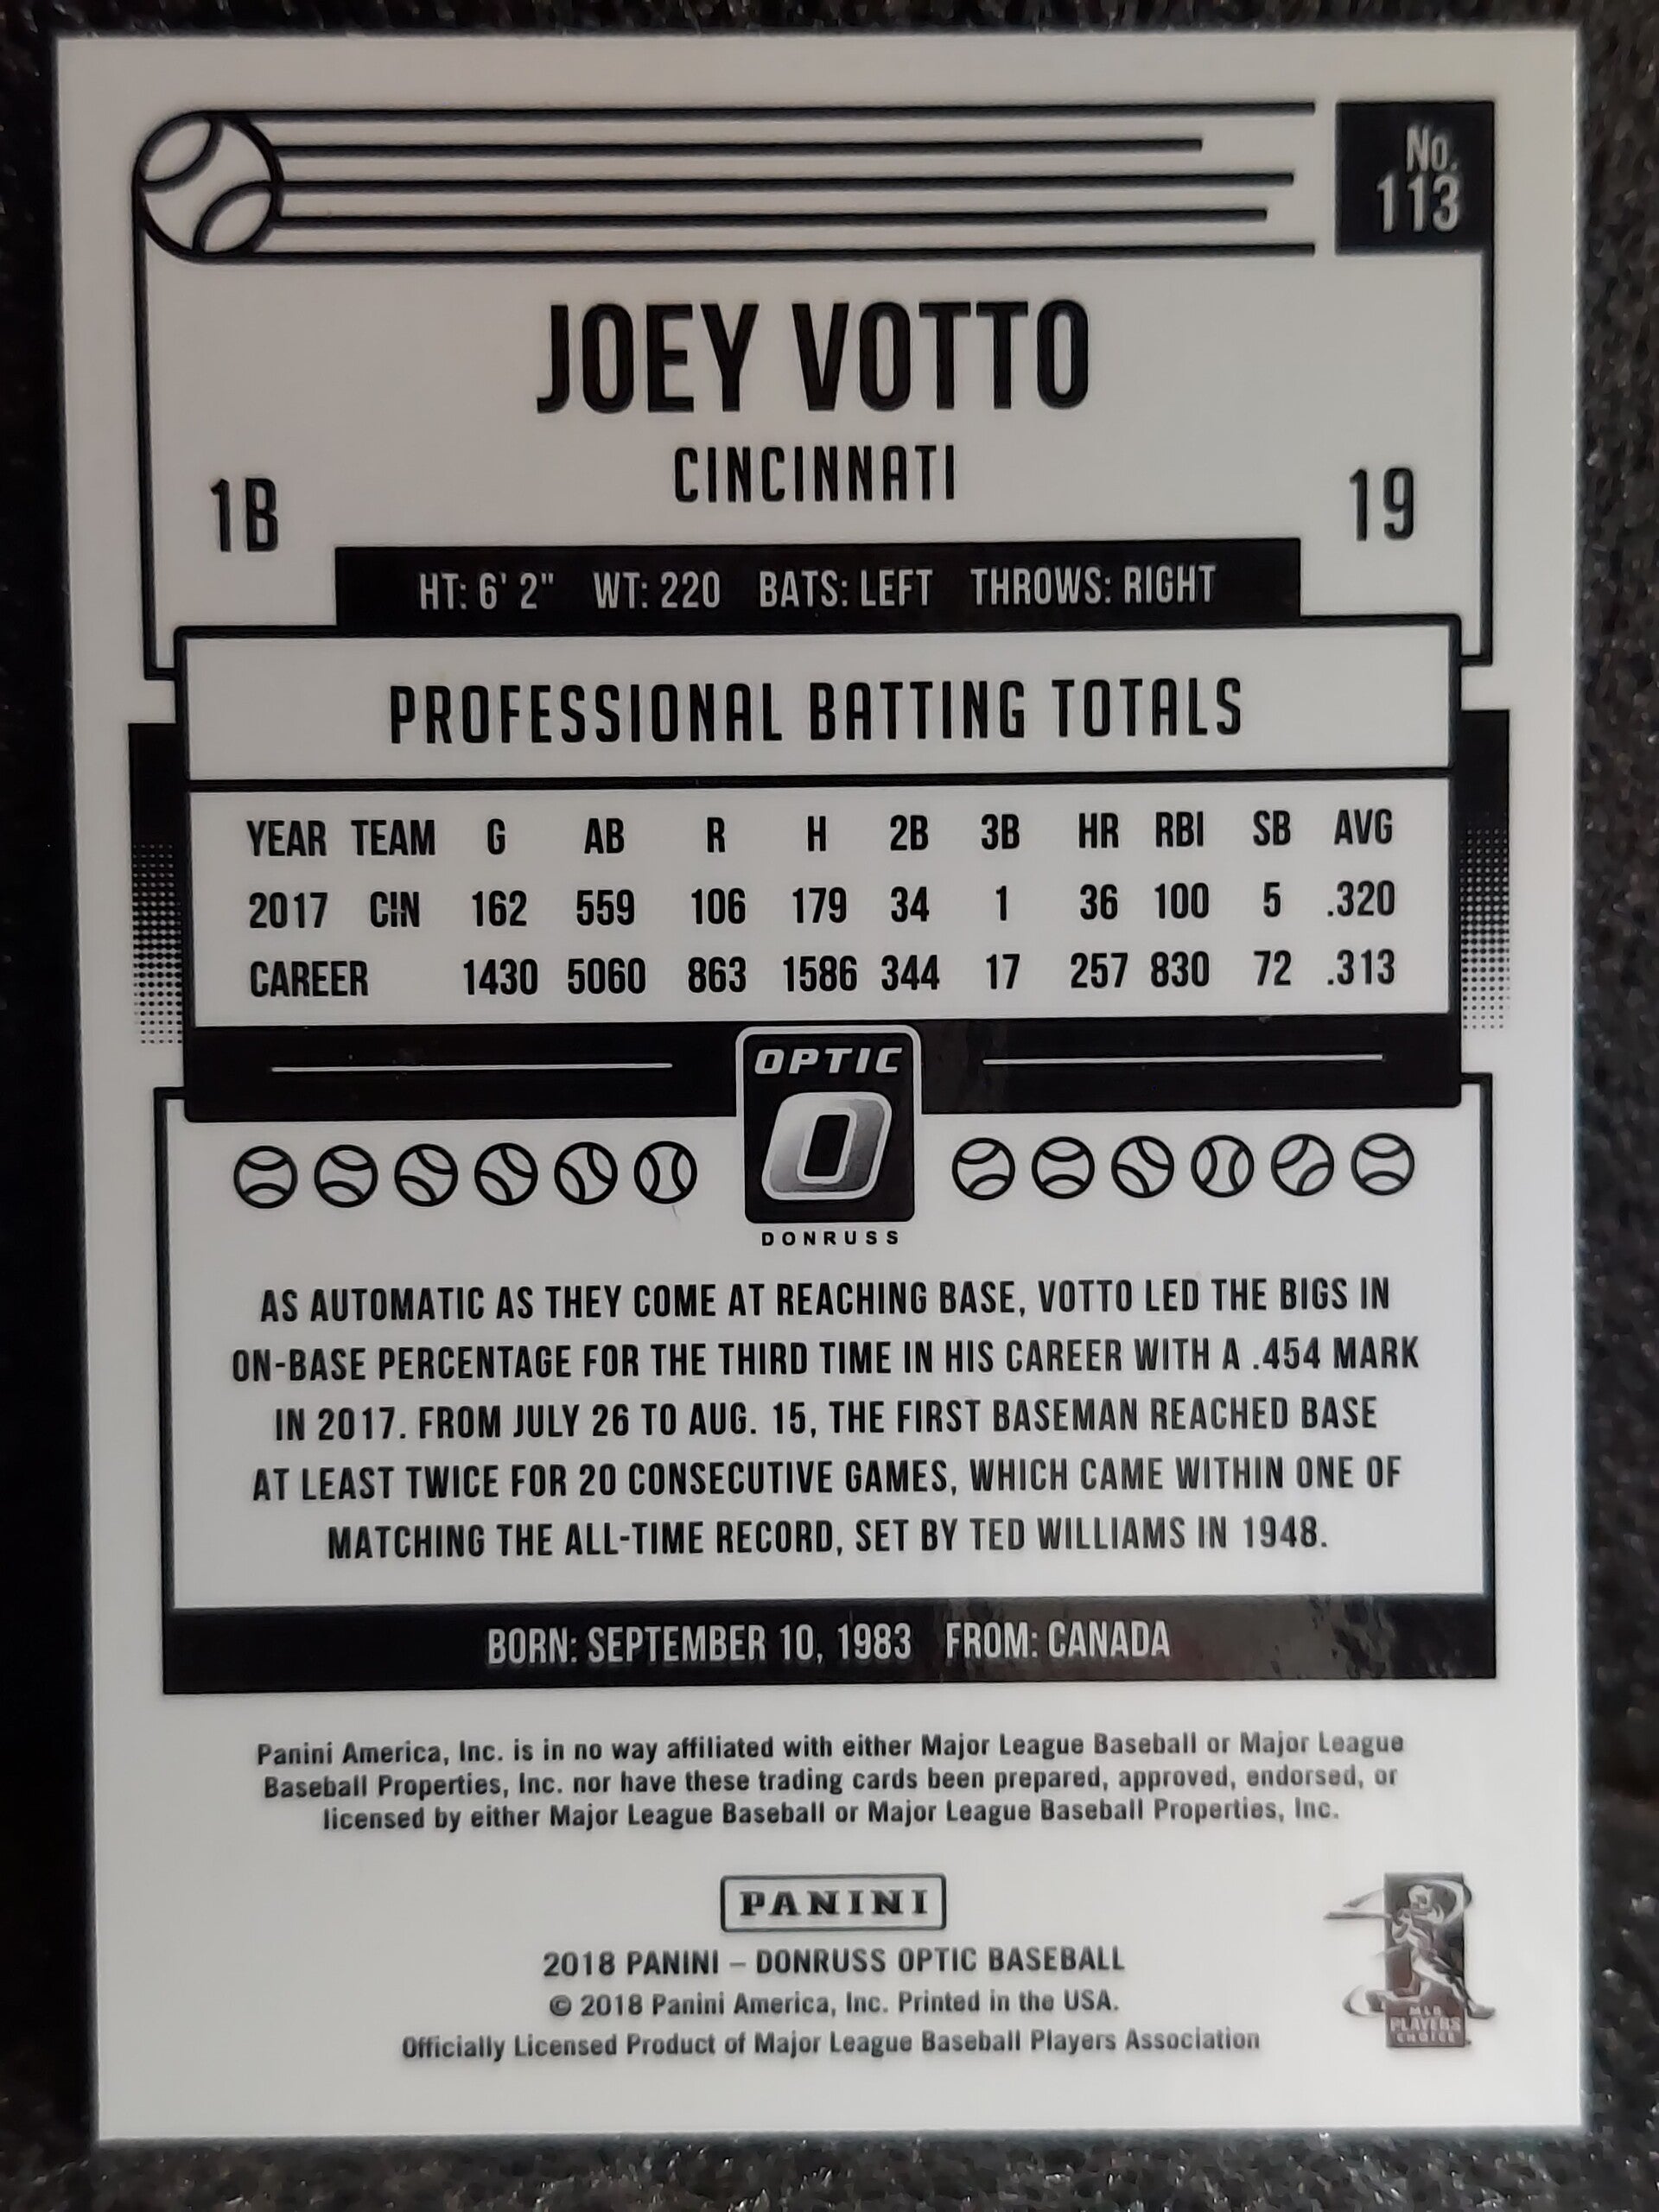 No.
113
JOEY VOTTO
CINCINNATI
1B
19
HT: 6' 2" WT: 220 BATS: LEFT THROWS: RIGHT
PROFESSIONAL BATTING TOTALS
YEAR TEAM G AB R H 2B 3B HR RBI SB AVG
2017 CIN 162 559 106 179 34 1 36 100 5 .320
CAREER 1430 5060 863 1586 344 17 257 830 72 .313
OPTIC
O
DONRUSS
AS AUTOMATIC AS THEY COME AT REACHING BASE, VOTTO LED THE BIGS IN
ON-BASE PERCENTAGE FOR THE THIRD TIME IN HIS CAREER WITH A .454 MARK
IN 2017. FROM JULY 26 TO AUG. 15, THE FIRST BASEMAN REACHED BASE
AT LEAST TWICE FOR 20 CONSECUTIVE GAMES, WHICH CAME WITHIN ONE OF
MATCHING THE ALL-TIME RECORD, SET BY TED WILLIAMS IN 1948.
BORN: SEPTEMBER 10, 1983 FROM: CANADA
Panini America, Inc. is in no way affiliated with either Major League Baseball or Major League
Baseball Properties, Inc. nor have these trading cards been prepared, approved, endorsed, or
licensed by either Major League Baseball or Major League Baseball Properties, Inc.
PANINI
2018 PANINI – DONRUSS OPTIC BASEBALL
© 2018 Panini America, Inc. Printed in the USA.
Officially Licensed Product of Major League Baseball Players Association
MLB
PLAYERS
CHOICE